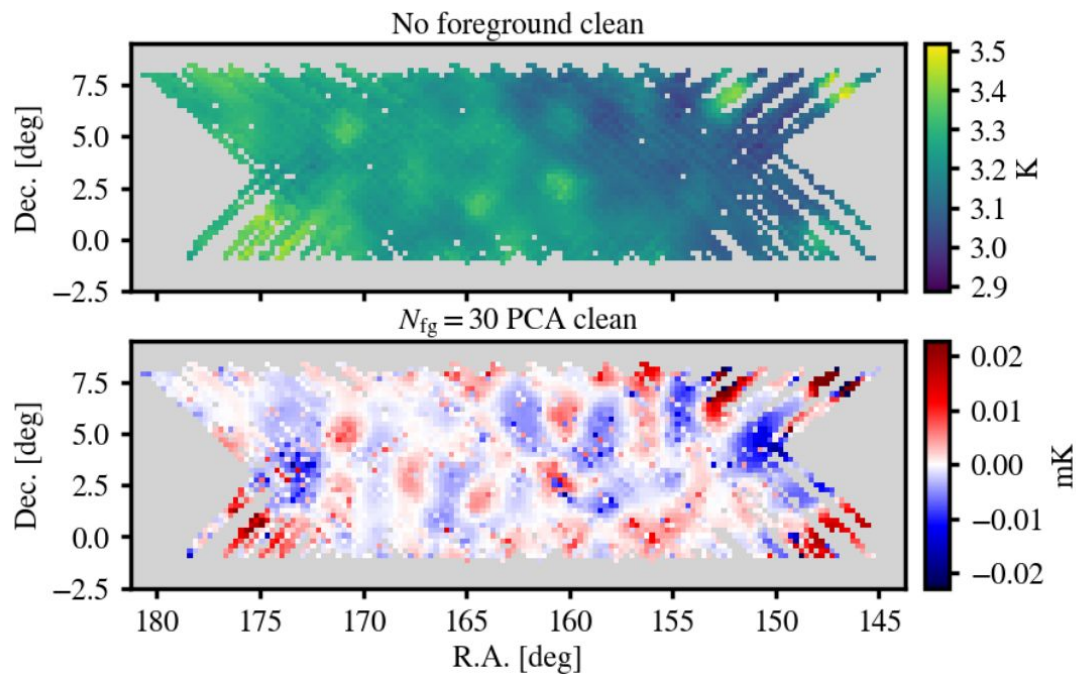 No foreground clean
7.5
5.0
2.5
0.0
−2.5
Dec. [deg]
3.5
3.4
3.3
3.2
3.1
3.0
2.9
K
N_fg = 30 PCA clean
7.5
5.0
2.5
0.0
−2.5
Dec. [deg]
0.02
0.01
0.00
−0.01
−0.02
mK
180 175 170 165 160 155 150 145
R.A. [deg]